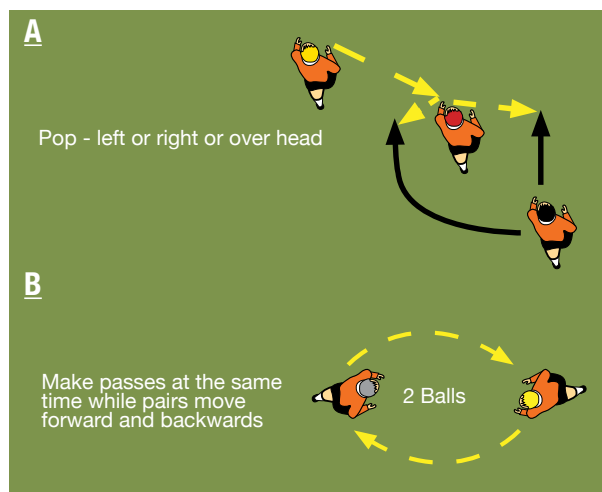 A
Pop - left or right or over head
B
Make passes at the same
time while pairs move
forward and backwards
2 Balls